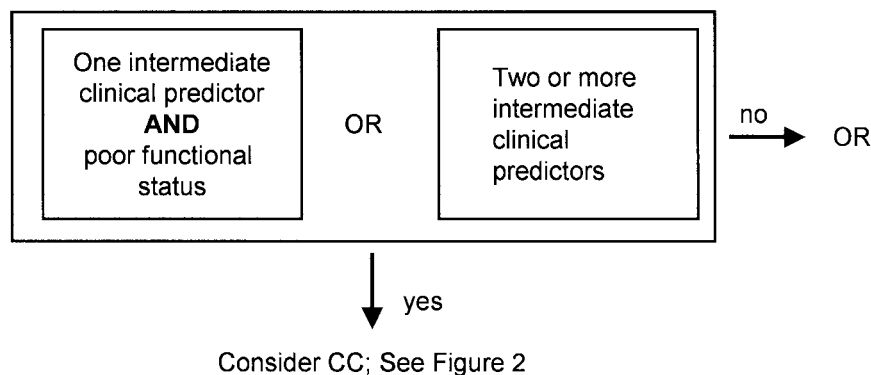 One intermediate
clinical predictor
AND
poor functional
status
OR
Two or more
intermediate
clinical
predictors
no
OR
yes
Consider CC; See Figure 2